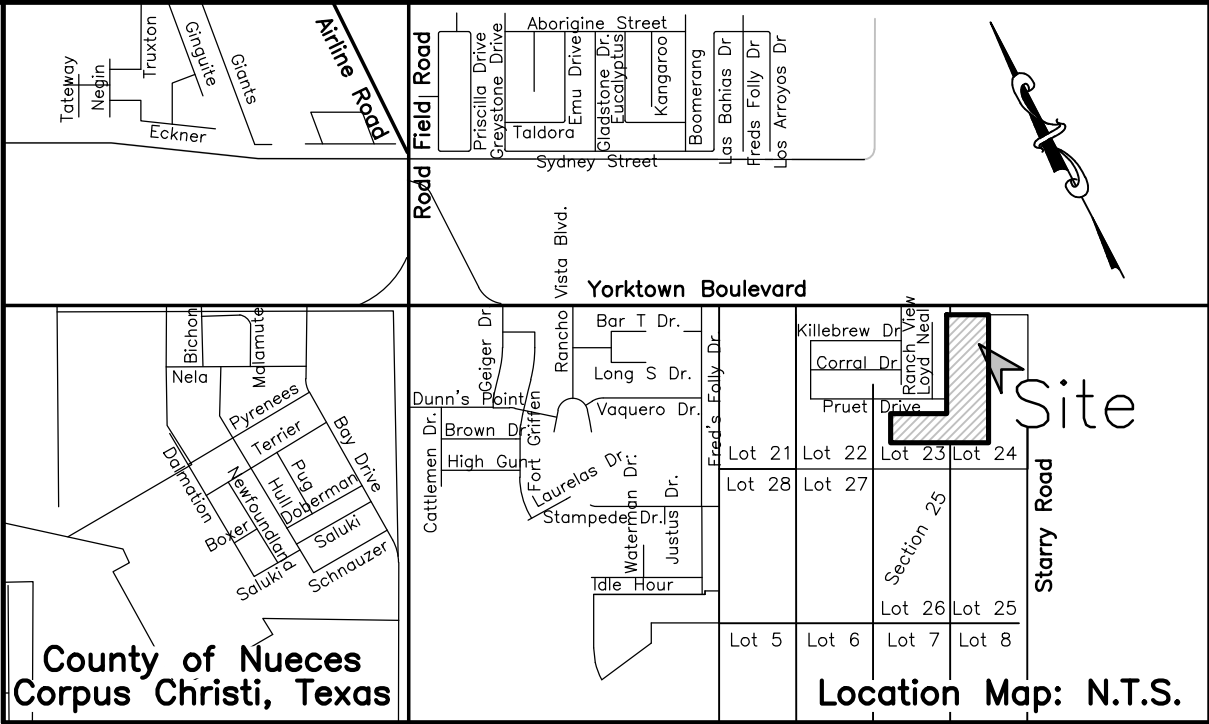 Tateway
Negin
Truxton
Ginguite
Giants
Eckner
Airline Road
Rodd Field Road
Priscilla Drive
Greystone Drive
Aborigine Street
Emu Drive
Gladstone Dr.
Eucalyptus
Kangaroo
Boomerang
Las Bahias Dr
Freds Folly Dr
Los Arroyos Dr
Taldora
Sydney Street
Rancho Vista Blvd.
Yorktown Boulevard
Bichon
Malamute
Nela
Pyrenees
Terrier
Bay Drive
Dalmation
Newfoundland
Hull
Pug
Doberman
Boxer
Saluki
Saluki
Schnauzer
Geiger Dr
Dunn's Point
Brown Dr.
High Gun
Cattlemen Dr.
Fort Griffen
Bar T Dr.
Long S Dr.
Vaquero Dr.
Laurelas Dr.
Stampede Dr.
Waterman Dr.
Justus Dr.
Idle Hour
Fred's Folly Dr.
Killebrew Dr
Corral Dr
Pruet Drive
Ranch View
Loyd Neal
Site
Lot 21
Lot 22
Lot 23
Lot 24
Lot 28
Lot 27
Section 25
Starry Road
Lot 26
Lot 25
Lot 5
Lot 6
Lot 7
Lot 8
County of Nueces
Corpus Christi, Texas
Location Map: N.T.S.